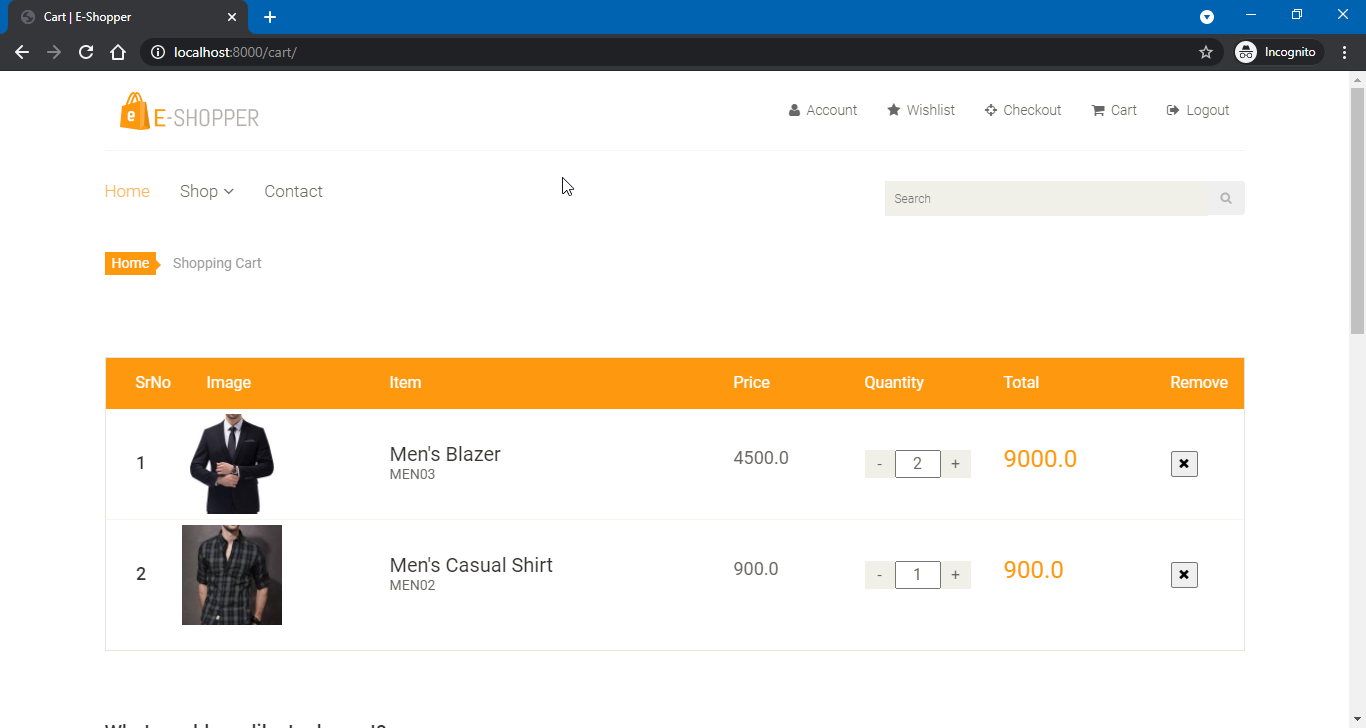 Cart | E-Shopper
localhost:8000/cart/
Incognito
e E-SHOPPER
Account Wishlist Checkout Cart Logout
Home Shop Contact
Search
Home Shopping Cart
SrNo Image Item Price Quantity Total Remove
1 Men's Blazer 4500.0 - 2 + 9000.0
MEN03
2 Men's Casual Shirt 900.0 - 1 + 900.0
MEN02